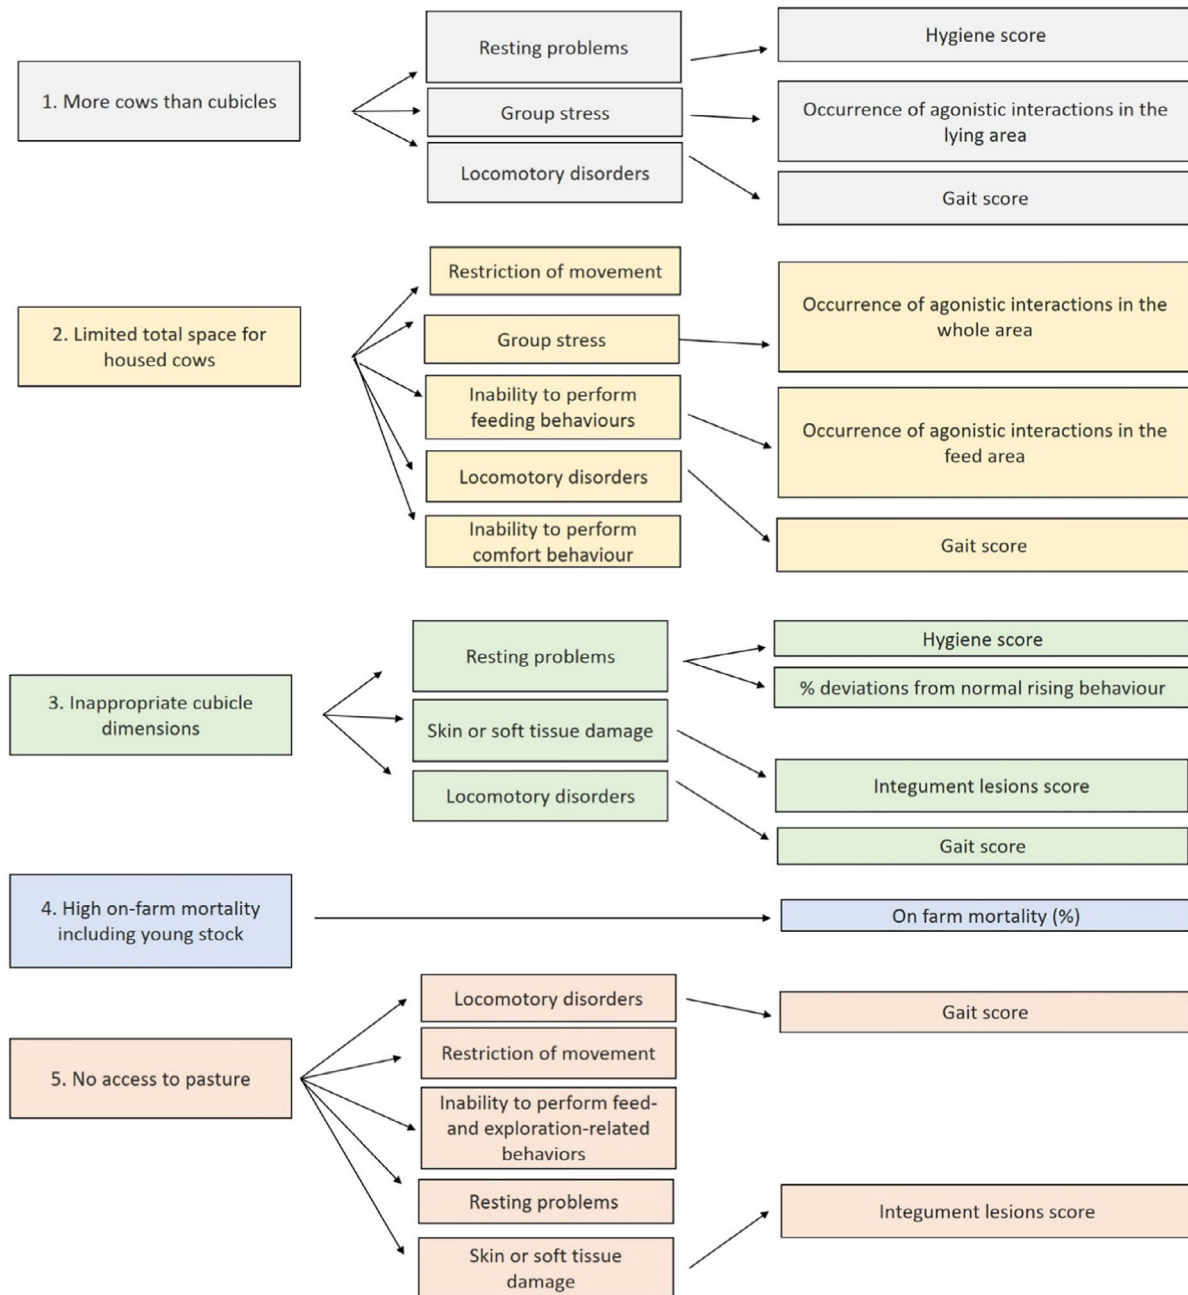 1. More cows than cubicles
Resting problems
Group stress
Locomotory disorders
Hygiene score
Occurrence of agonistic interactions in the
lying area
Gait score
2. Limited total space for
housed cows
Restriction of movement
Group stress
Inability to perform
feeding behaviours
Locomotory disorders
Inability to perform
comfort behaviour
Occurrence of agonistic interactions in the
whole area
Occurrence of agonistic interactions in the
feed area
Gait score
3. Inappropriate cubicle
dimensions
Resting problems
Skin or soft tissue damage
Locomotory disorders
Hygiene score
% deviations from normal rising behaviour
Integument lesions score
Gait score
4. High on-farm mortality
including young stock
On farm mortality (%)
5. No access to pasture
Locomotory disorders
Restriction of movement
Inability to perform feed-
and exploration-related
behaviors
Resting problems
Skin or soft tissue
damage
Gait score
Integument lesions score